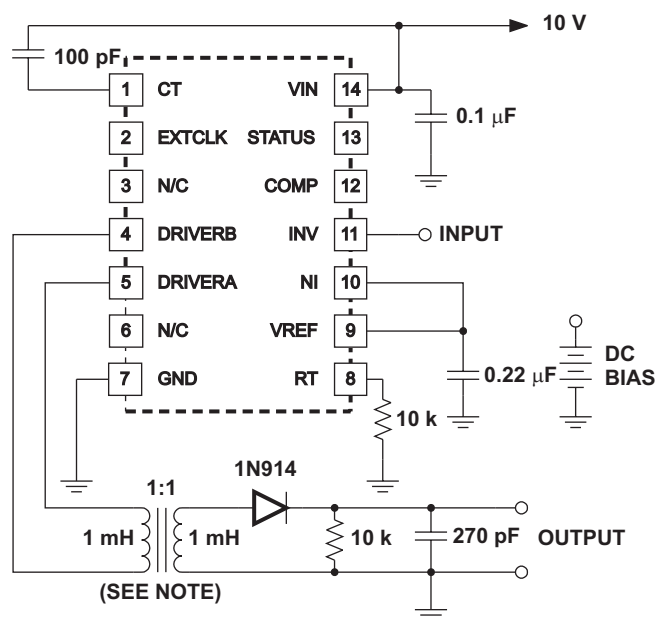 10 V
100 pF
1 CT VIN 14
0.1 μF
2 EXTCLK STATUS 13
3 N/C COMP 12
4 DRIVERB INV 11 INPUT
5 DRIVERA NI 10
6 N/C VREF 9
DC
BIAS
7 GND RT 8
0.22 μF
10 k
1N914
1:1
1 mH 1 mH 10 k 270 pF OUTPUT
(SEE NOTE)